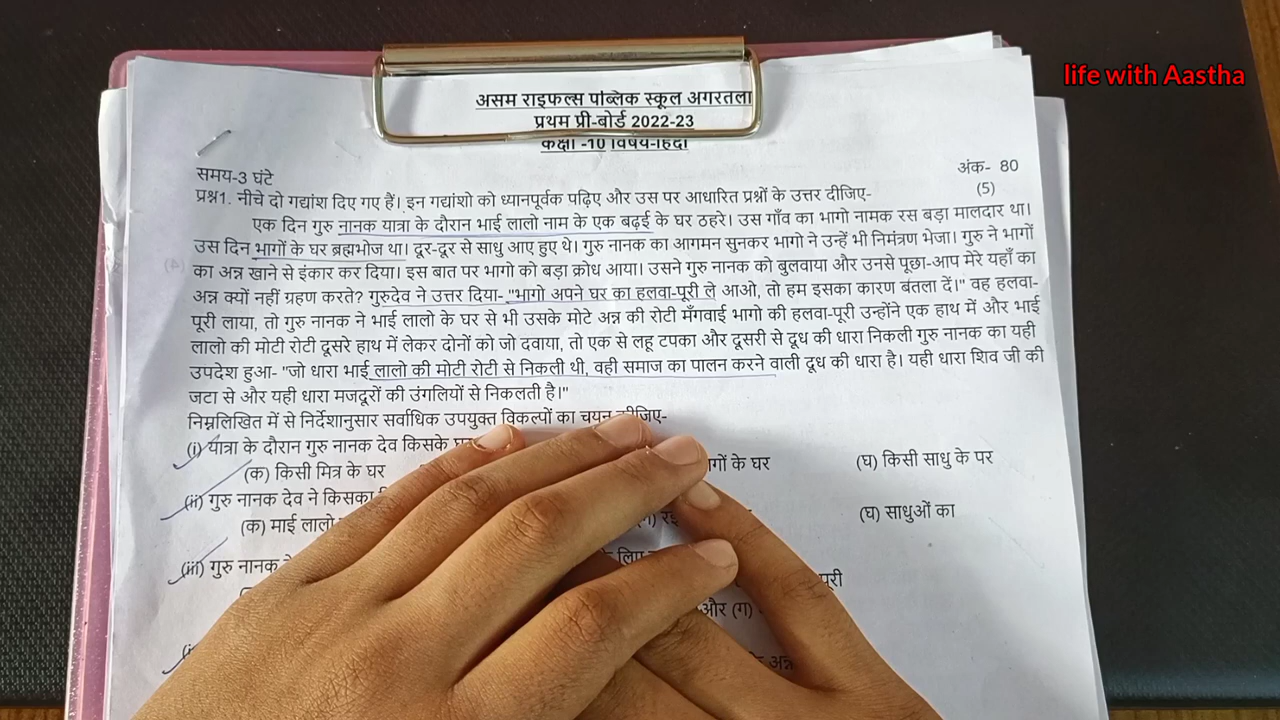 life with Aastha
असम राइफल्स पब्लिक स्कूल अगरतला
प्रथम प्री-बोर्ड 2022-23
कक्षा -10 विषय-हिंदी
समय-3 घंटे अंक- 80
प्रश्न1. नीचे दो गद्यांश दिए गए हैं। इन गद्यांशो को ध्यानपूर्वक पढ़िए और उस पर आधारित प्रश्नों के उत्तर दीजिए- (5)
एक दिन गुरु नानक यात्रा के दौरान भाई लालो नाम के एक बढ़ई के घर ठहरे। उस गाँव का भागो नामक रस बड़ा मालदार था।
उस दिन भागों के घर ब्रह्मभोज था। दूर-दूर से साधु आए हुए थे। गुरु नानक का आगमन सुनकर भागो ने उन्हें भी निमंत्रण भेजा। गुरु ने भागों
का अन्न खाने से इंकार कर दिया। इस बात पर भागो को बड़ा क्रोध आया। उसने गुरु नानक को बुलवाया और उनसे पूछा-आप मेरे यहाँ का
अन्न क्यों नहीं ग्रहण करते? गुरुदेव ने उत्तर दिया- "भागो अपने घर का हलवा-पूरी ले आओ, तो हम इसका कारण बतला दें।" वह हलवा-
पूरी लाया, तो गुरु नानक ने भाई लालो के घर से भी उसके मोटे अन्न की रोटी मँगवाई भागो की हलवा-पूरी उन्होंने एक हाथ में और भाई
लालो की मोटी रोटी दूसरे हाथ में लेकर दोनों को जो दवाया, तो एक से लहू टपका और दूसरी से दूध की धारा निकली गुरु नानक का यही
उपदेश हुआ- "जो धारा भाई लालो की मोटी रोटी से निकली थी, वही समाज का पालन करने वाली दूध की धारा है। यही धारा शिव जी की
जटा से और यही धारा मजदूरों की उंगलियों से निकलती है।"
निम्नलिखित में से निर्देशानुसार सर्वाधिक उपयुक्त विकल्पों का चयन कीजिए-
(i) यात्रा के दौरान गुरु नानक देव किसके
(क) किसी मित्र के घर के घर (घ) किसी साधु के पर
(ii) गुरु नानक देव ने किसका
(क) माई लालो (घ) साधुओं का
(iii) गुरु नानक के लिए
पूरी
और (ग)
अन्न